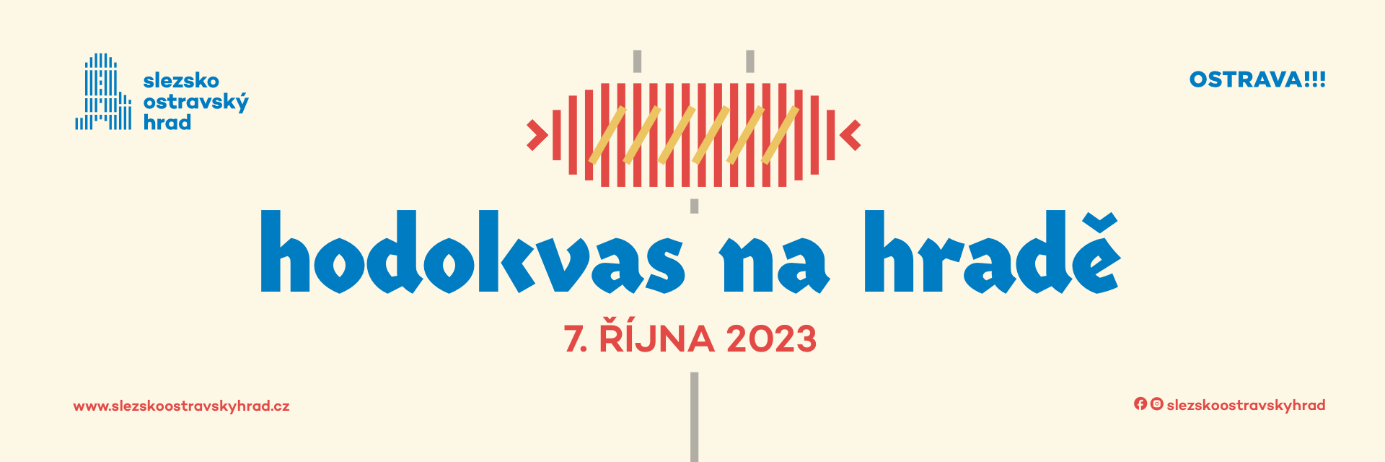 slezsko
ostravský
hrad
OSTRAVA!!!
hodokvas na hradě
7. ŘÍJNA 2023
www.slezskoostravskyhrad.cz
slezskoostravskyhrad